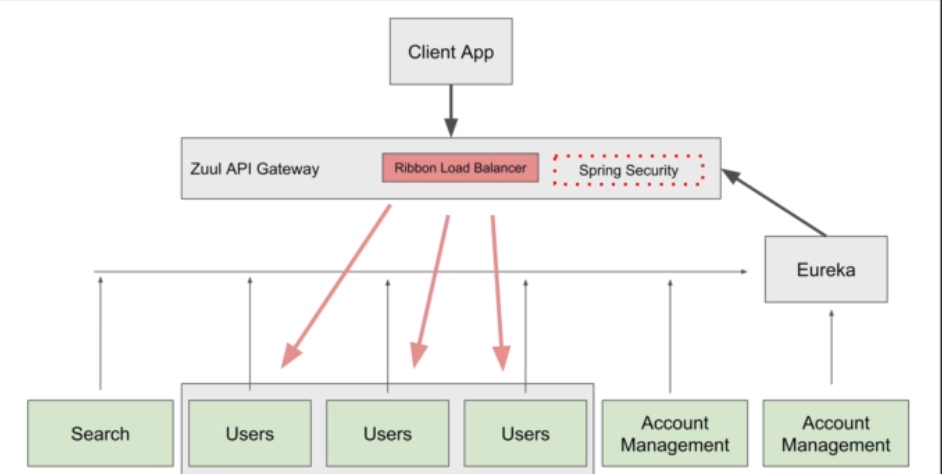 Client App
Zuul API Gateway
Ribbon Load Balancer
Spring Security
Eureka
Search
Users
Users
Users
Account
Management
Account
Management